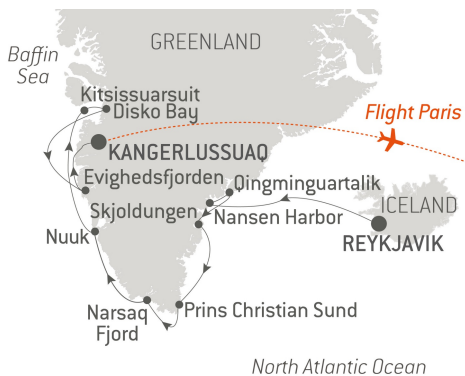 GREENLAND
Baffin
Sea
Kitsissuarsuit
Disko Bay
Flight Paris
KANGERLUSSUAQ
Evighedsfjorden
Qingminguartalik
Skjoldungen
Nansen Harbor
ICELAND
REYKJAVIK
Nuuk
Narsaq
Fjord
Prins Christian Sund
North Atlantic Ocean